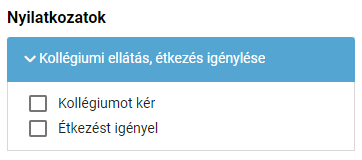 Nyilatkozatok
Kollégiumi ellátás, étkezés igénylése
Kollégiumot kér
Étkezést igényel